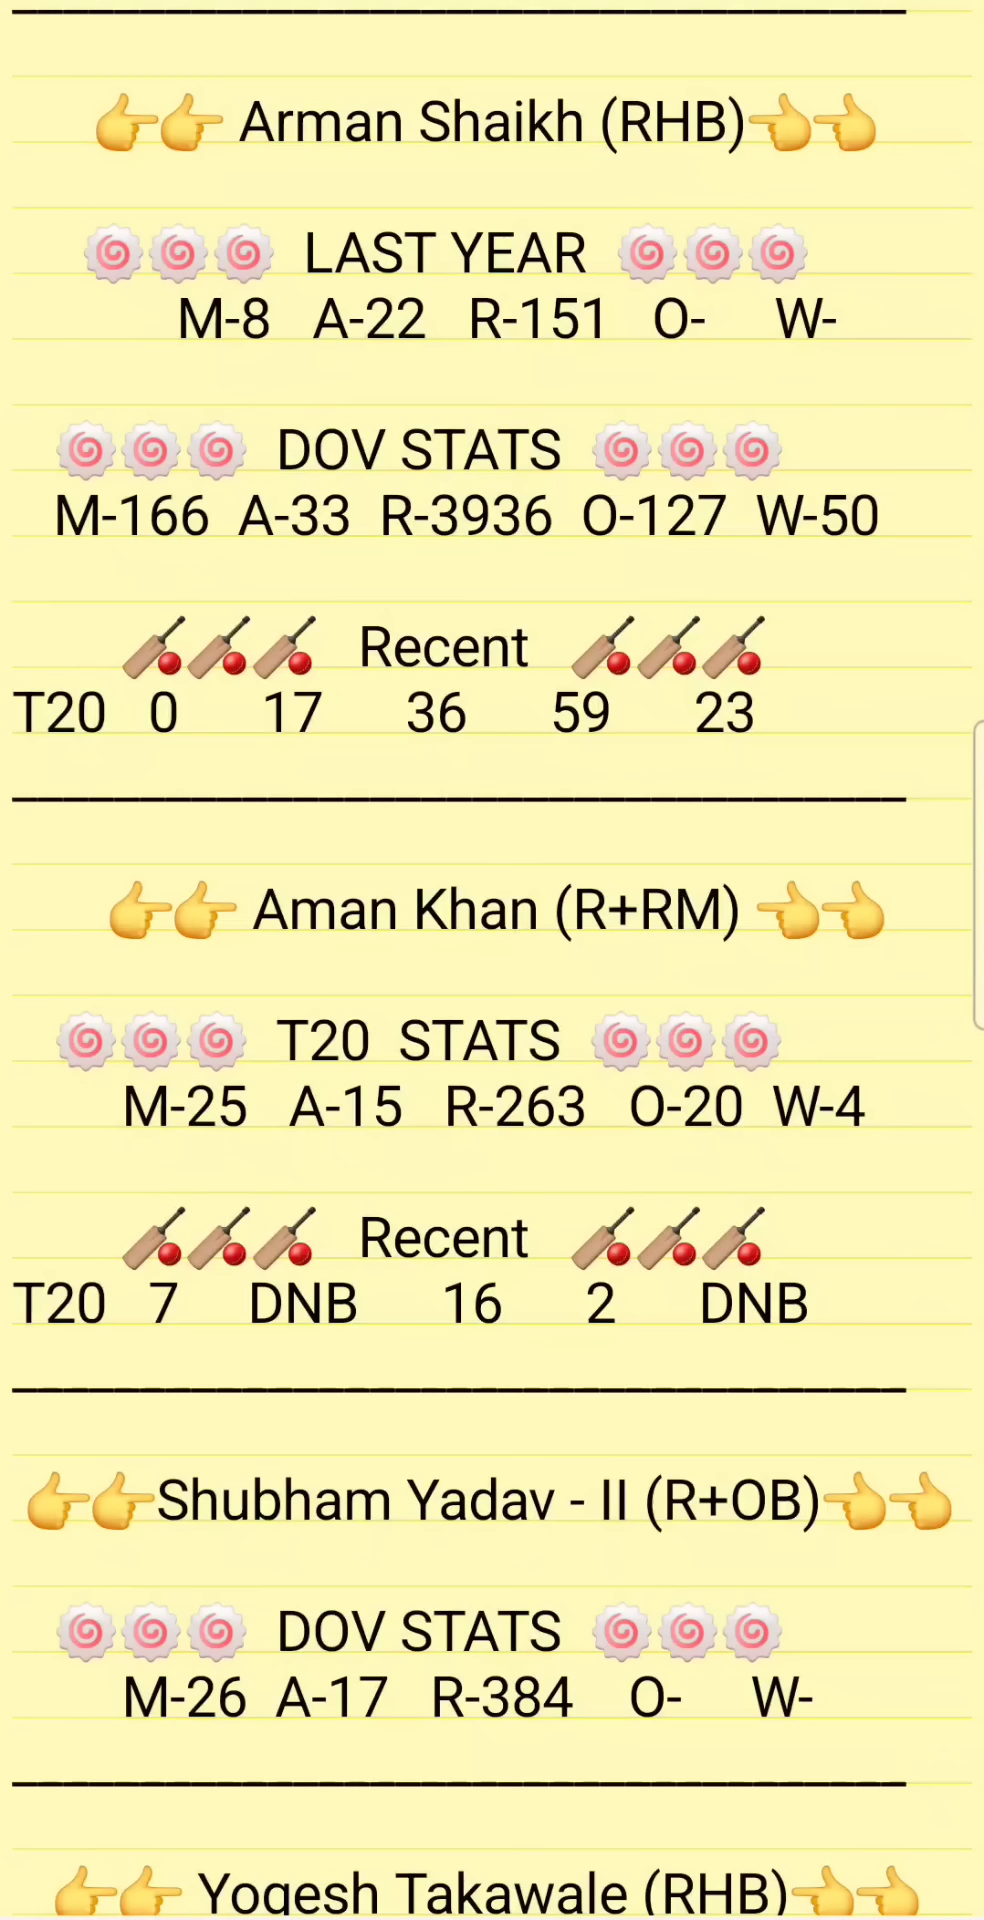 👉👉 Arman Shaikh (RHB)👈👈
🍥🍥🍥 LAST YEAR 🍥🍥🍥
M-8 A-22 R-151 O- W-
🍥🍥🍥 DOV STATS 🍥🍥🍥
M-166 A-33 R-3936 O-127 W-50
🏏🏏🏏 Recent 🏏🏏🏏
T20 0 17 36 59 23
👉👉 Aman Khan (R+RM) 👈👈
🍥🍥🍥 T20 STATS 🍥🍥🍥
M-25 A-15 R-263 O-20 W-4
🏏🏏🏏 Recent 🏏🏏🏏
T20 7 DNB 16 2 DNB
👉👉Shubham Yadav - II (R+OB)👈👈
🍥🍥🍥 DOV STATS 🍥🍥🍥
M-26 A-17 R-384 O- W-
👉👉 Yogesh Takawale (RHB)👈👈